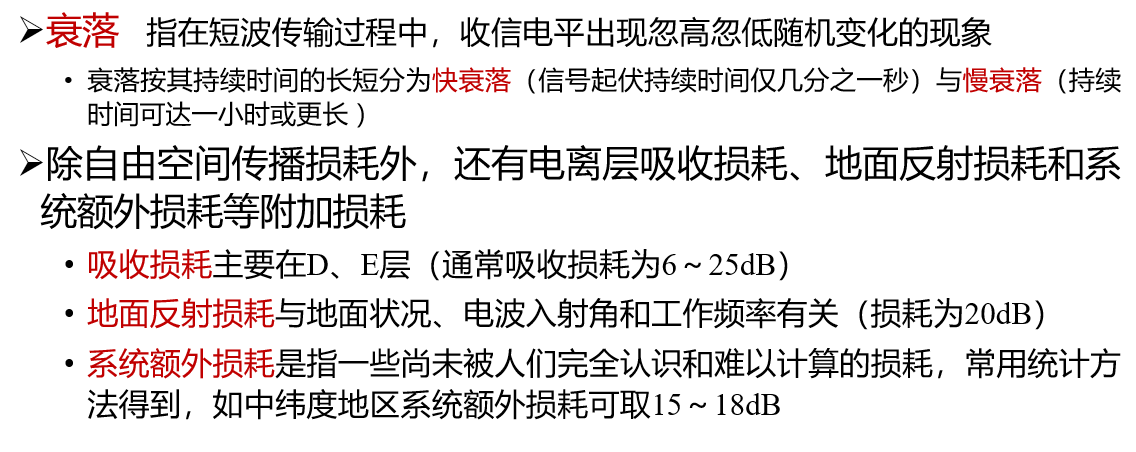 ➢衰落 指在短波传输过程中，收信电平出现忽高忽低随机变化的现象
• 衰落按其持续时间的长短分为快衰落（信号起伏持续时间仅几分之一秒）与慢衰落（持续
时间可达一小时或更长 ）
➢除自由空间传播损耗外，还有电离层吸收损耗、地面反射损耗和系
统额外损耗等附加损耗
• 吸收损耗主要在D、E层（通常吸收损耗为6～25dB）
• 地面反射损耗与地面状况、电波入射角和工作频率有关（损耗为20dB）
• 系统额外损耗是指一些尚未被人们完全认识和难以计算的损耗，常用统计方
法得到，如中纬度地区系统额外损耗可取15～18dB